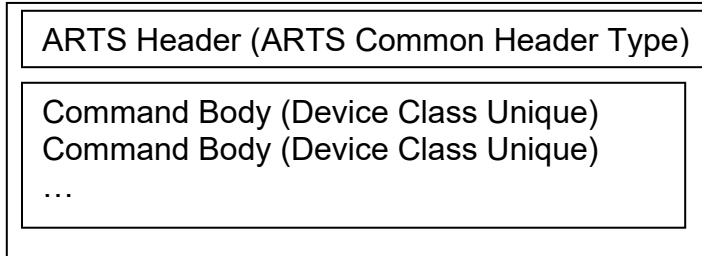 ARTS Header (ARTS Common Header Type)
Command Body (Device Class Unique)
Command Body (Device Class Unique)
…